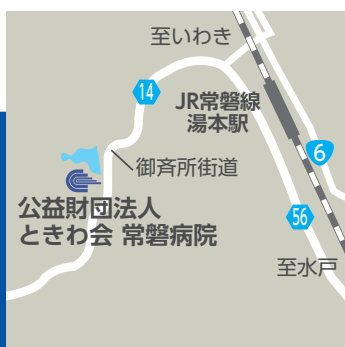 至いわき
14
JR常磐線
湯本駅
6
御斉所街道
公益財団法人
ときわ会 常磐病院
56
至水戸